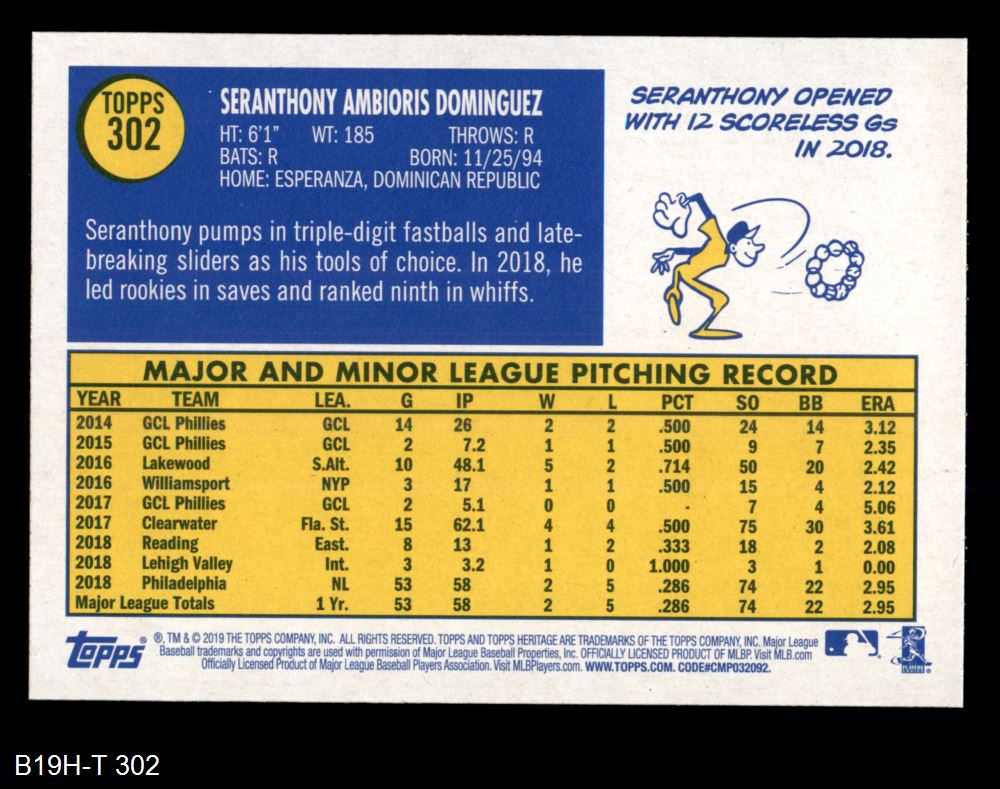 TOPPS
302
SERANTHONY AMBIORIS DOMINGUEZ
HT: 6'1" WT: 185 THROWS: R
BATS: R BORN: 11/25/94
HOME: ESPERANZA, DOMINICAN REPUBLIC
Seranthony pumps in triple-digit fastballs and late-
breaking sliders as his tools of choice. In 2018, he
led rookies in saves and ranked ninth in whiffs.
SERANTHONY OPENED
WITH 12 SCORELESS Gs
IN 2018.
MAJOR AND MINOR LEAGUE PITCHING RECORD
YEAR TEAM LEA. G IP W L PCT SO BB ERA
2014 GCL Phillies GCL 14 26 2 2 .500 24 14 3.12
2015 GCL Phillies GCL 2 7.2 1 1 .500 9 7 2.35
2016 Lakewood S.Alt. 10 48.1 5 2 .714 50 20 2.42
2016 Williamsport NYP 3 17 1 1 .500 15 4 2.12
2017 GCL Phillies GCL 2 5.1 0 0 - 7 4 5.06
2017 Clearwater Fla. St. 15 62.1 4 4 .500 75 30 3.61
2018 Reading East. 8 13 1 2 .333 18 2 2.08
2018 Lehigh Valley Int. 3 3.2 1 0 1.000 3 1 0.00
2018 Philadelphia NL 53 58 2 5 .286 74 22 2.95
Major League Totals 1 Yr. 53 58 2 5 .286 74 22 2.95
Topps ®
®, TM & © 2019 THE TOPPS COMPANY, INC. ALL RIGHTS RESERVED. TOPPS AND TOPPS HERITAGE ARE TRADEMARKS OF THE TOPPS COMPANY, INC. Major League
Baseball trademarks and copyrights are used with permission of Major League Baseball Properties, Inc. OFFICIALLY LICENSED PRODUCT OF MLBP. Visit MLB.com
Officially Licensed Product of Major League Baseball Players Association. Visit MLBPlayers.com. WWW.TOPPS.COM. CODE#CMP032092.
B19H-T 302